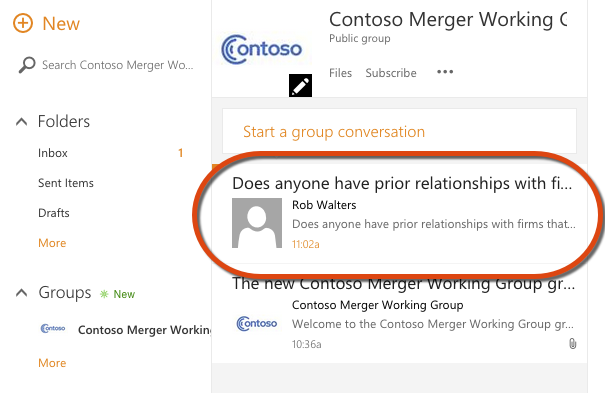 New
Search Contoso Merger Wo...
Folders
Inbox 1
Sent Items
Drafts
More
Groups New
Contoso Contoso Merger Working
More
Contoso
Contoso Merger Working G
Public group
Files Subscribe •••
Start a group conversation
Does anyone have prior relationships with fi...
Rob Walters
Does anyone have prior relationships with firms that...
11:02a
The new Contoso Merger Working Group gr...
Contoso Merger Working Group
Contoso Welcome to the Contoso Merger Working Group gr...
10:36a